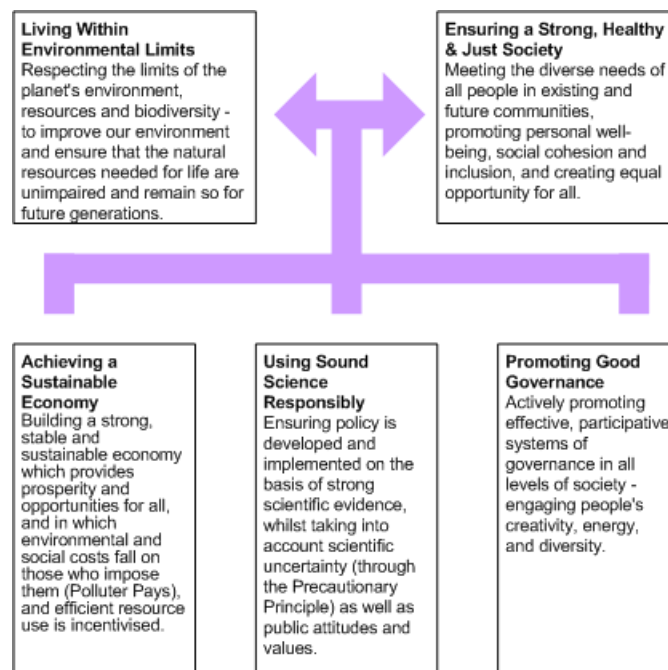 Living Within
Environmental Limits
Respecting the limits of the
planet's environment,
resources and biodiversity -
to improve our environment
and ensure that the natural
resources needed for life are
unimpaired and remain so for
future generations.
Ensuring a Strong, Healthy
& Just Society
Meeting the diverse needs of
all people in existing and
future communities,
promoting personal well-
being, social cohesion and
inclusion, and creating equal
opportunity for all.
Achieving a
Sustainable
Economy
Building a strong,
stable and
sustainable economy
which provides
prosperity and
opportunities for all,
and in which
environmental and
social costs fall on
those who impose
them (Polluter Pays),
and efficient resource
use is incentivised.
Using Sound
Science
Responsibly
Ensuring policy is
developed and
implemented on the
basis of strong
scientific evidence,
whilst taking into
account scientific
uncertainty (through
the Precautionary
Principle) as well as
public attitudes and
values.
Promoting Good
Governance
Actively promoting
effective, participative
systems of
governance in all
levels of society -
engaging people's
creativity, energy,
and diversity.